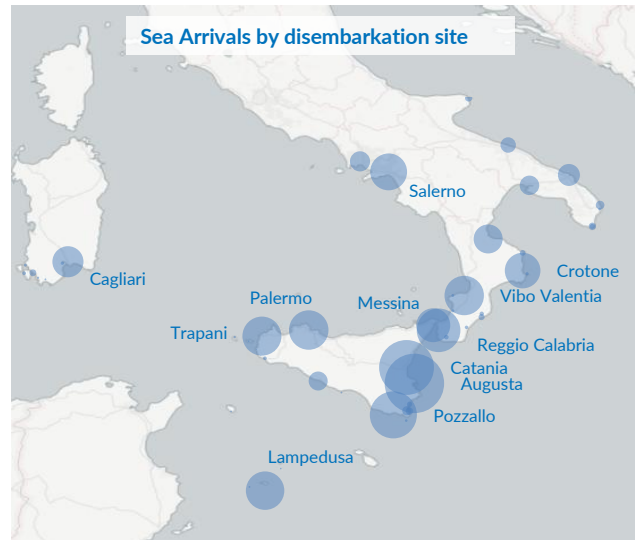 Sea Arrivals by disembarkation site
Salerno
Cagliari
Crotone
Palermo
Messina
Vibo Valentia
Trapani
Reggio Calabria
Catania
Augusta
Pozzallo
Lampedusa